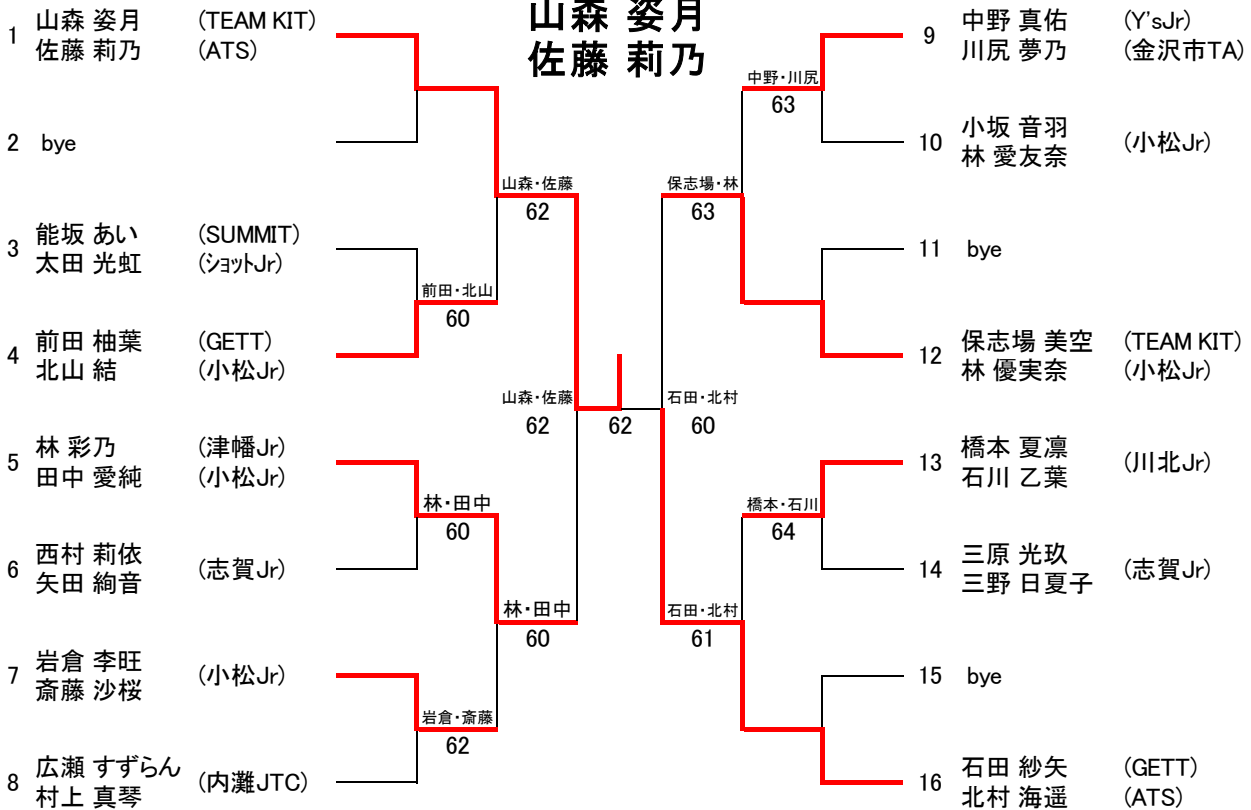 山森 姿月
佐藤 莉乃
1 山森 姿月 (TEAM KIT)
佐藤 莉乃 (ATS)
2 bye
3 能坂 あい (SUMMIT)
太田 光虹 (ショットJr)
4 前田 柚葉 (GETT)
北山 結 (小松Jr)
5 林 彩乃 (津幡Jr)
田中 愛純 (小松Jr)
6 西村 莉依
矢田 絢音 (志賀Jr)
7 岩倉 李旺
斎藤 沙桜 (小松Jr)
8 広瀬 すずらん
村上 真琴 (内灘JTC)
前田・北山
60
林・田中
60
岩倉・斎藤
62
山森・佐藤
62
林・田中
60
山森・佐藤
62
62
石田・北村
60
保志場・林
63
石田・北村
61
中野・川尻
63
橋本・石川
64
9 中野 真佑 (Y'sJr)
川尻 夢乃 (金沢市TA)
10 小坂 音羽
林 愛友奈 (小松Jr)
11 bye
12 保志場 美空 (TEAM KIT)
林 優実奈 (小松Jr)
13 橋本 夏凛
石川 乙葉 (川北Jr)
14 三原 光玖
三野 日夏子 (志賀Jr)
15 bye
16 石田 紗矢 (GETT)
北村 海遥 (ATS)